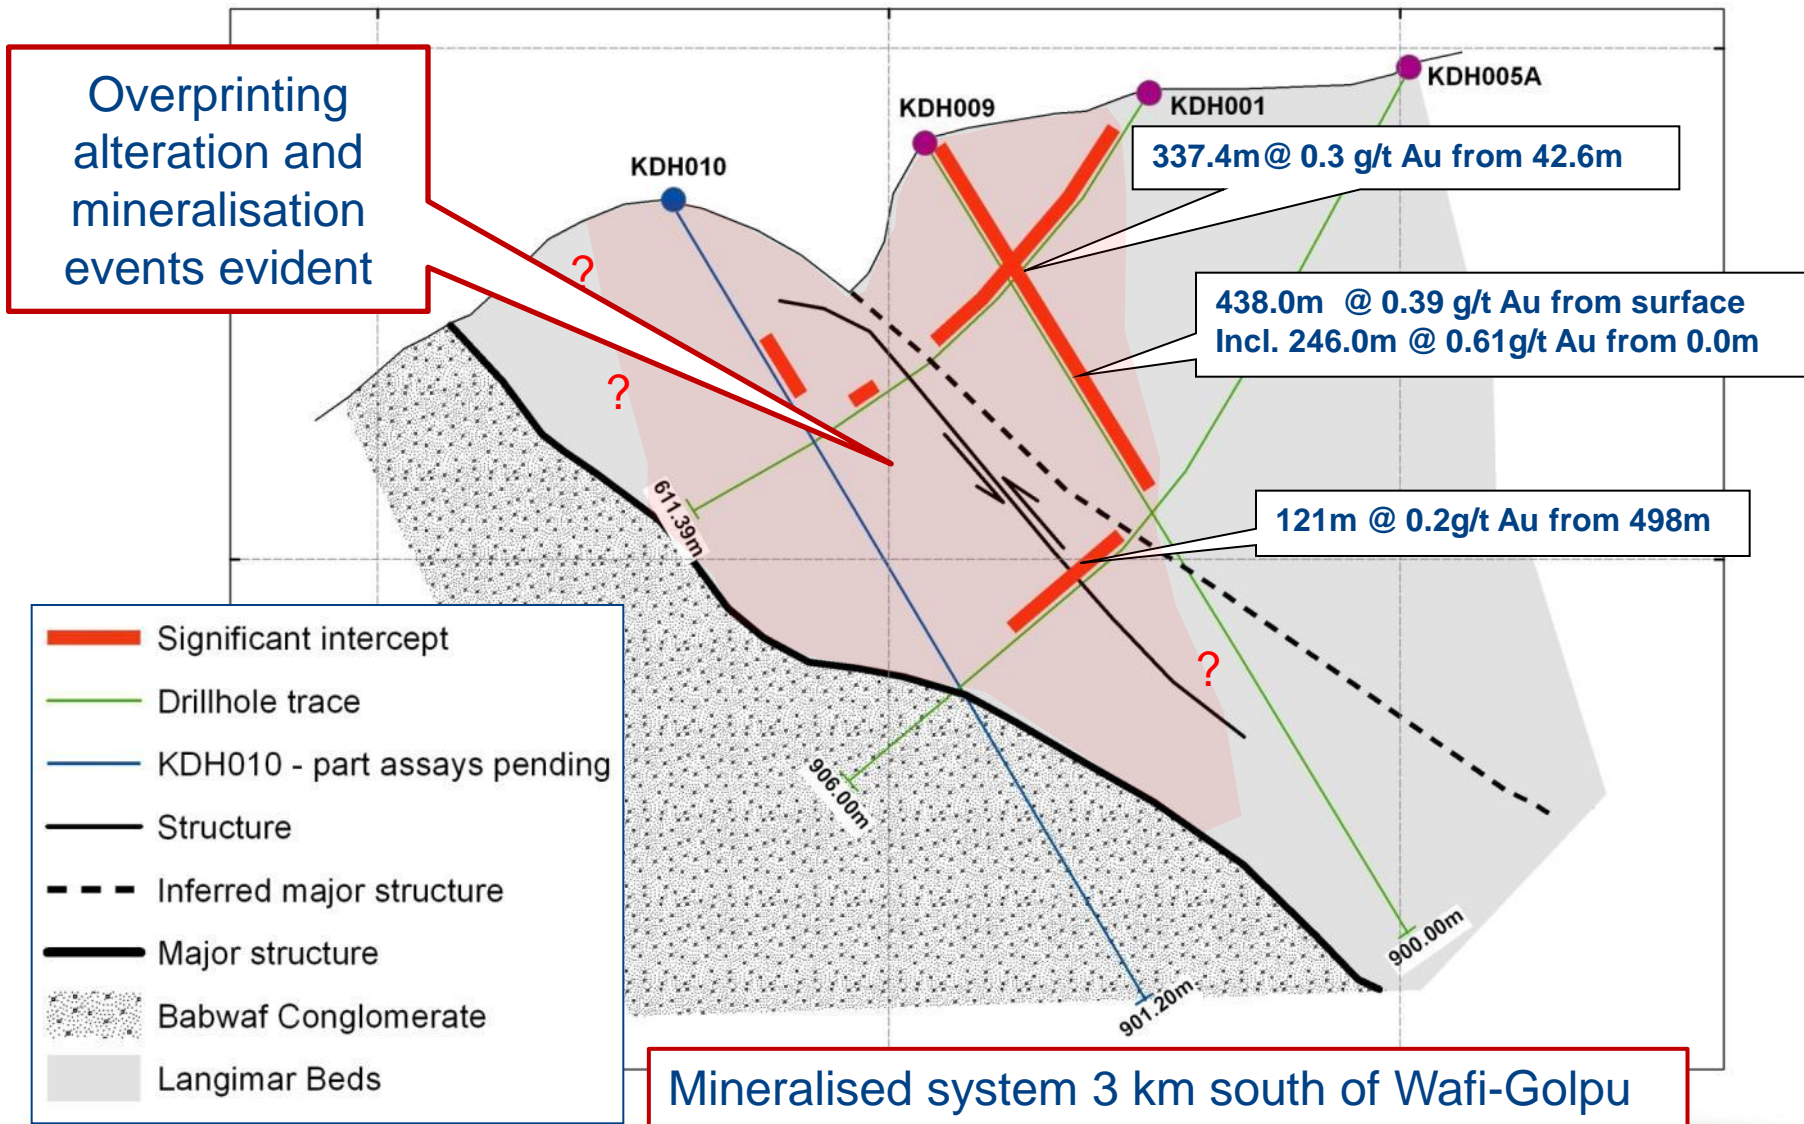 Overprinting
alteration and
mineralisation
events evident
KDH010
KDH009
KDH001
KDH005A
337.4m@ 0.3 g/t Au from 42.6m
438.0m @ 0.39 g/t Au from surface
Incl. 246.0m @ 0.61g/t Au from 0.0m
121m @ 0.2g/t Au from 498m
?
?
?
611.39m
906.00m
901.20m
900.00m
Significant intercept
Drillhole trace
KDH010 - part assays pending
Structure
Inferred major structure
Major structure
Babwaf Conglomerate
Langimar Beds
Mineralised system 3 km south of Wafi-Golpu